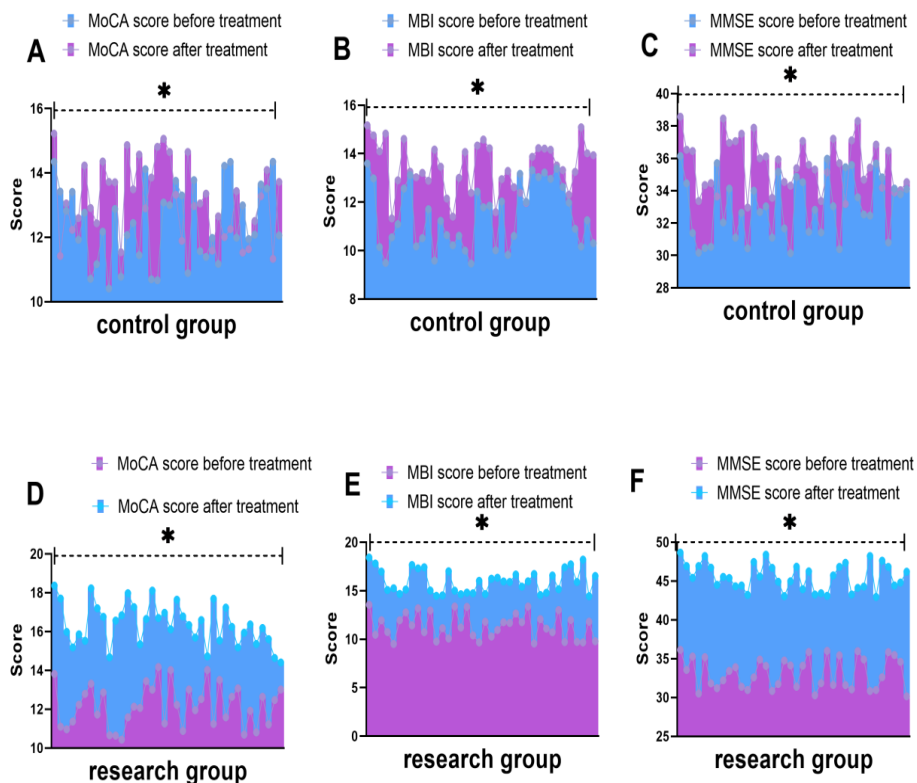 A
MoCA score before treatment
MoCA score after treatment
*
Score
16
14
12
10
control group
B
MBI score before treatment
MBI score after treatment
*
16
14
12
10
8
control group
C
MMSE score before treatment
MMSE score after treatment
*
40
38
36
34
32
30
28
control group
D
MoCA score before treatment
MoCA score after treatment
*
Score
20
18
16
14
12
10
research group
E
MBI score before treatment
MBI score after treatment
*
Score
20
15
10
5
0
research group
F
MMSE score before treatment
MMSE score after treatment
*
Score
50
45
40
35
30
25
research group